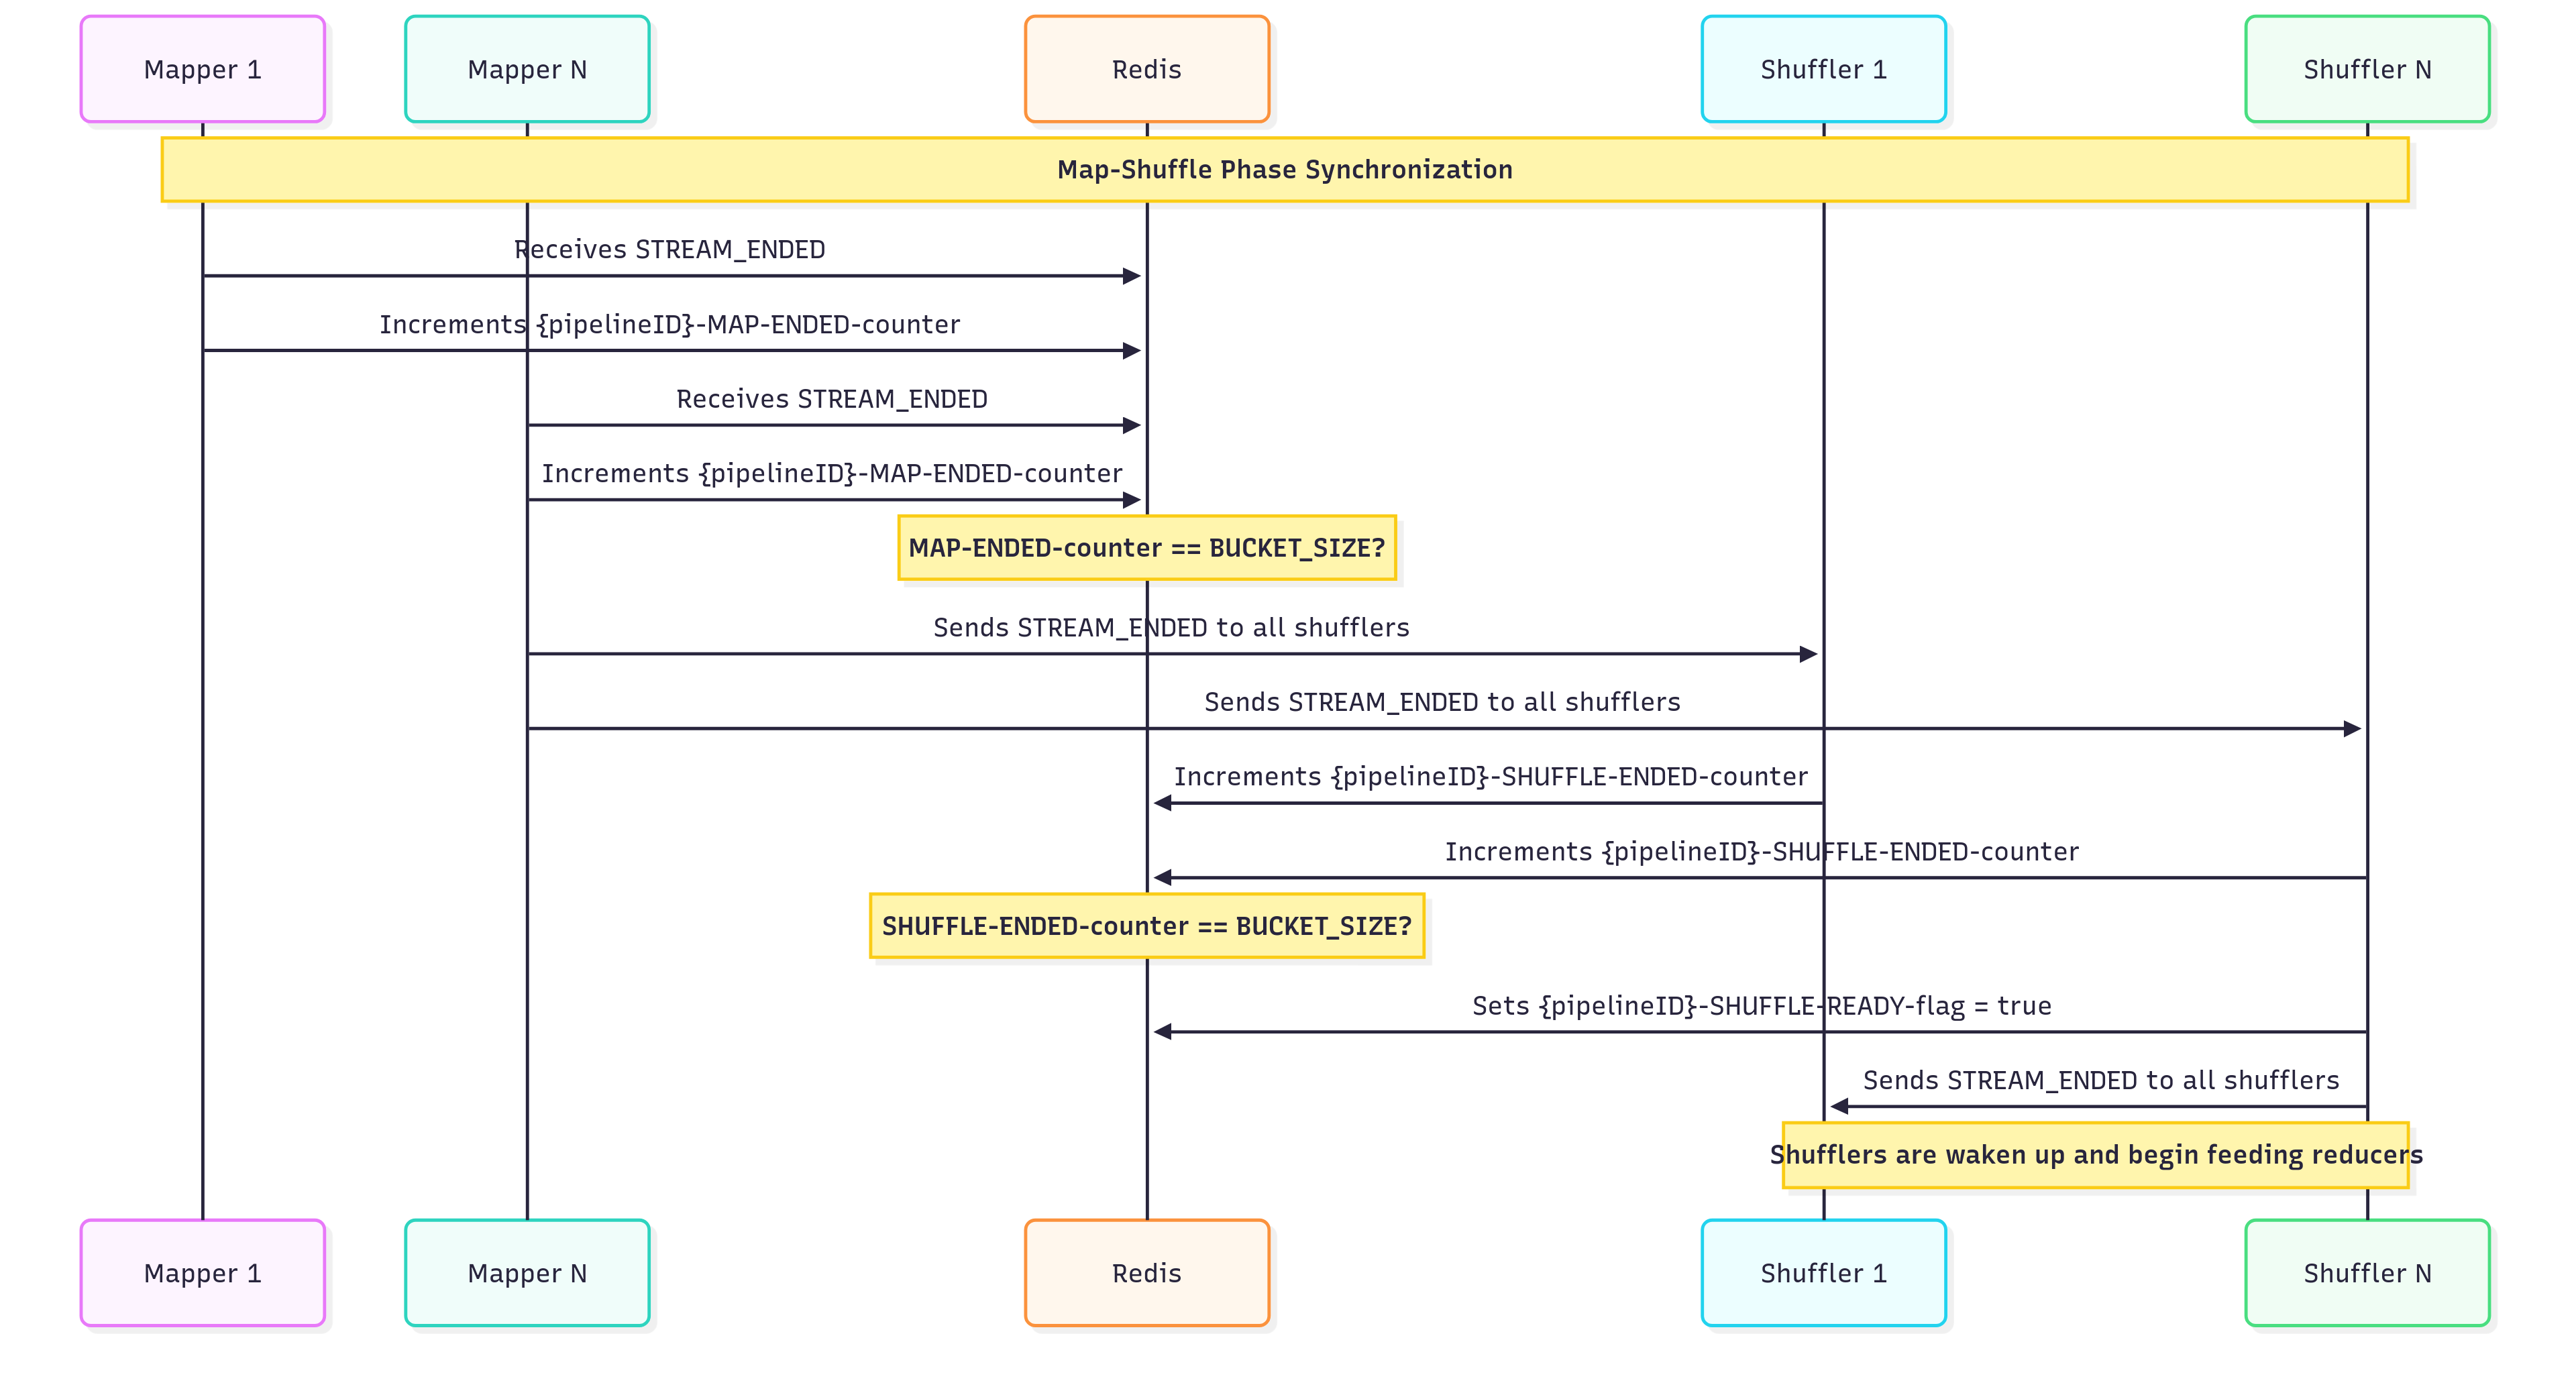 Mapper 1
Mapper N
Redis
Shuffler 1
Shuffler N
Map-Shuffle Phase Synchronization
Receives STREAM_ENDED
Increments {pipelineID}-MAP-ENDED-counter
Receives STREAM_ENDED
Increments {pipelineID}-MAP-ENDED-counter
MAP-ENDED-counter == BUCKET_SIZE?
Sends STREAM_ENDED to all shufflers
Sends STREAM_ENDED to all shufflers
Increments {pipelineID}-SHUFFLE-ENDED-counter
Increments {pipelineID}-SHUFFLE-ENDED-counter
SHUFFLE-ENDED-counter == BUCKET_SIZE?
Sets {pipelineID}-SHUFFLE-READY-flag = true
Sends STREAM_ENDED to all shufflers
Shufflers are waken up and begin feeding reducers
Mapper 1
Mapper N
Redis
Shuffler 1
Shuffler N